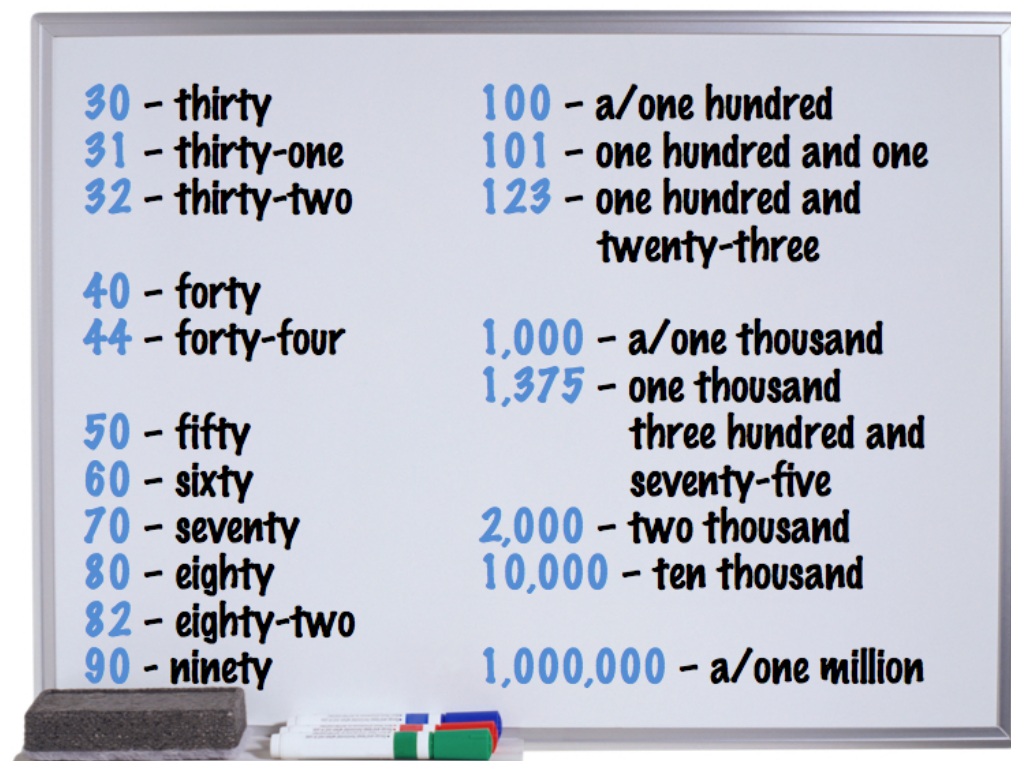 30 – thirty
31 – thirty-one
32 – thirty-two
40 – forty
44 – forty-four
50 – fifty
60 – sixty
70 – seventy
80 – eighty
82 – eighty-two
90 - ninety
100 – a/one hundred
101 – one hundred and one
123 – one hundred and
twenty-three
1,000 – a/one thousand
1,375 – one thousand
three hundred and
seventy-five
2,000 – two thousand
10,000 – ten thousand
1,000,000 – a/one million